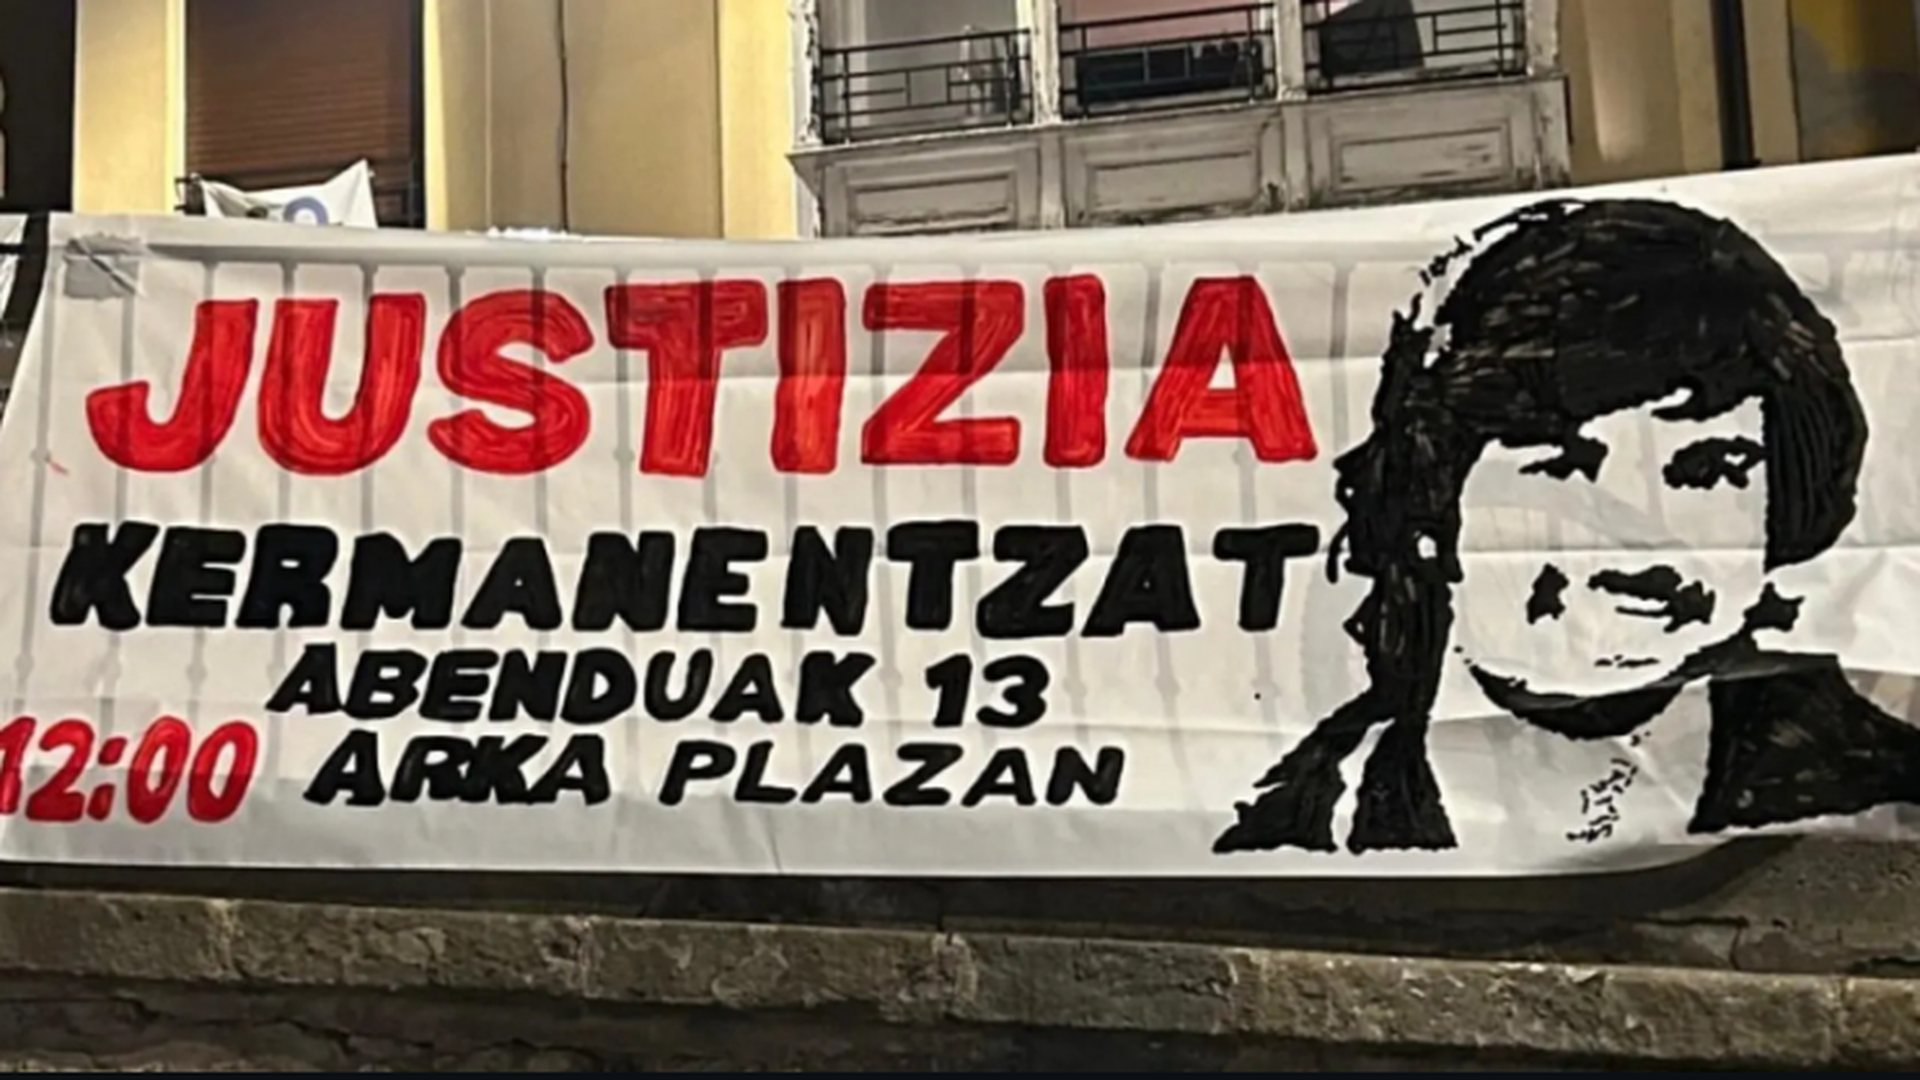 JUSTIZIA
KERMANENTZAT
ABENDUAK 13
12:00 ARKA PLAZAN